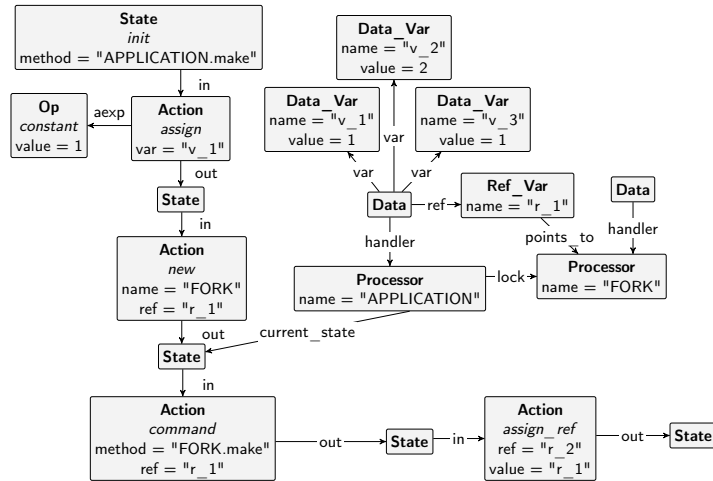 State
init
method = "APPLICATION.make"
in
Op
constant
value = 1
aexp
Action
assign
var = "v_1"
out
State
in
Action
new
name = "FORK"
ref = "r_1"
out
State
in
Action
command
method = "FORK.make"
ref = "r_1"
out
State
in
Action
assign_ref
ref = "r_2"
value = "r_1"
out
State
Data_Var
name = "v_2"
value = 2
Data_Var
name = "v_1"
value = 1
Data_Var
name = "v_3"
value = 1
var
var
var
Data
ref
Ref_Var
name = "r_1"
Data
handler
points_to
handler
Processor
name = "APPLICATION"
lock
Processor
name = "FORK"
current_state